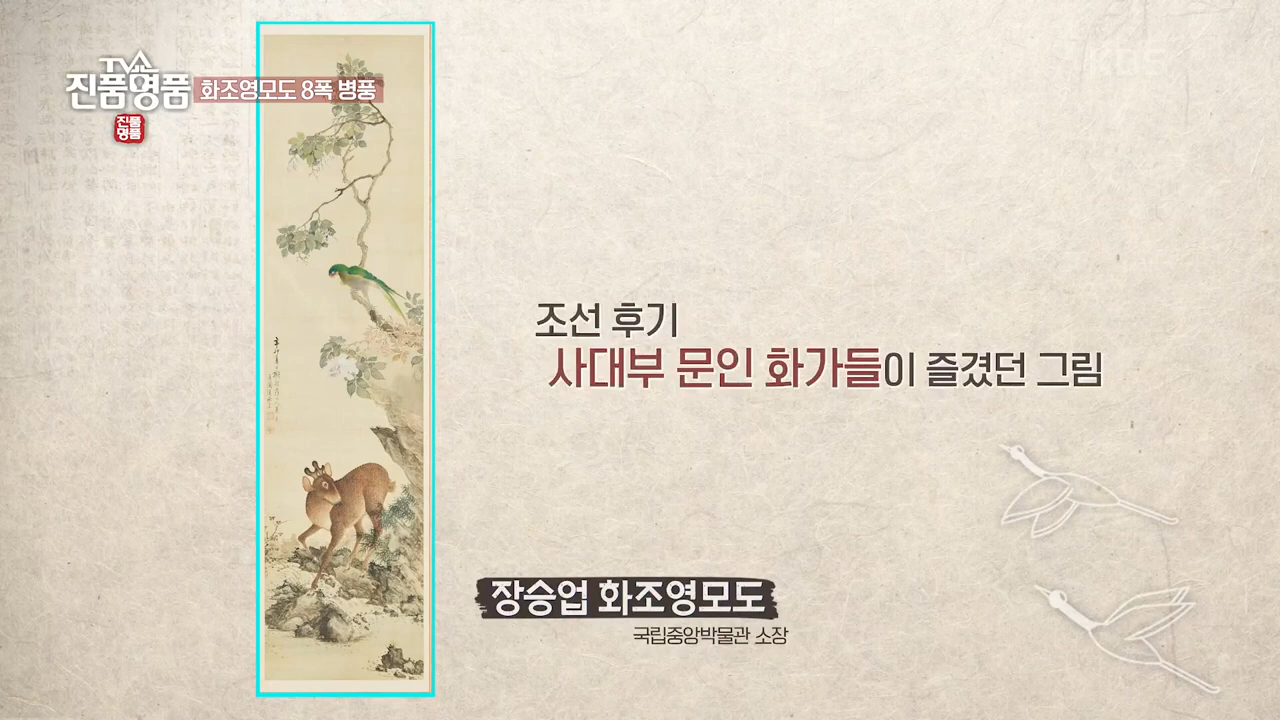 TV쇼
진품명품
진품
명품
화조영모도 8폭 병풍
조선 후기
사대부 문인 화가들이 즐겼던 그림
장승업 화조영모도
국립중앙박물관 소장